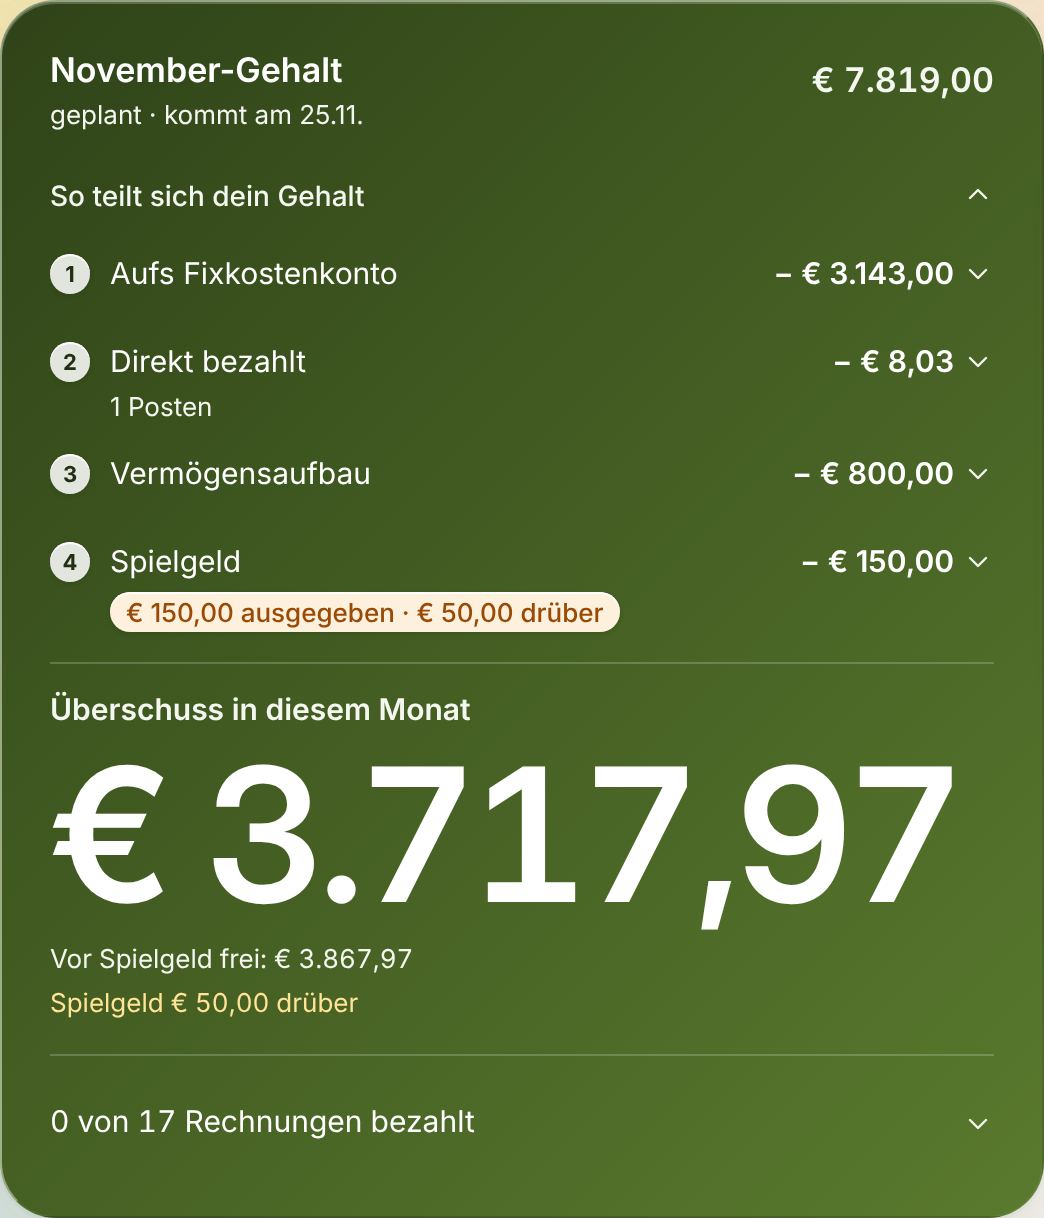 November-Gehalt
€ 7.819,00
geplant · kommt am 25.11.
So teilt sich dein Gehalt
1 Aufs Fixkostenkonto – € 3.143,00
2 Direkt bezahlt – € 8,03
1 Posten
3 Vermögensaufbau – € 800,00
4 Spielgeld – € 150,00
€ 150,00 ausgegeben · € 50,00 drüber
Überschuss in diesem Monat
€ 3.717,97
Vor Spielgeld frei: € 3.867,97
Spielgeld € 50,00 drüber
0 von 17 Rechnungen bezahlt